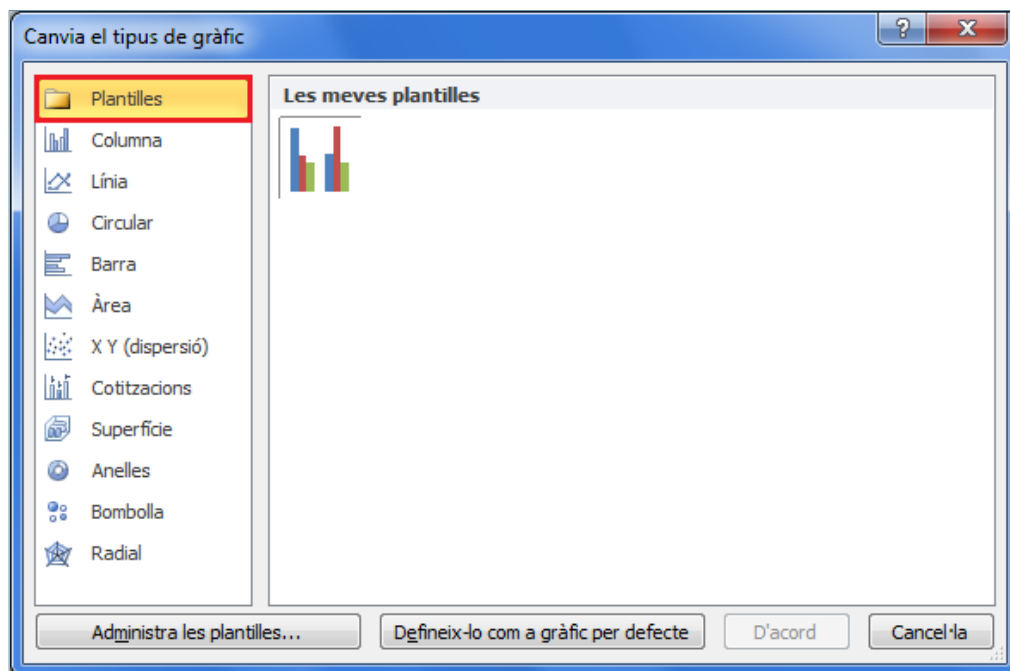 Canvia el tipus de gràfic
Plantilles
Columna
Línia
Circular
Barra
Àrea
X Y (dispersió)
Cotitzacions
Superfície
Anelles
Bombolla
Radial
Les meves plantilles
Administra les plantilles...
Defineix-lo com a gràfic per defecte
D'acord
Cancel·la